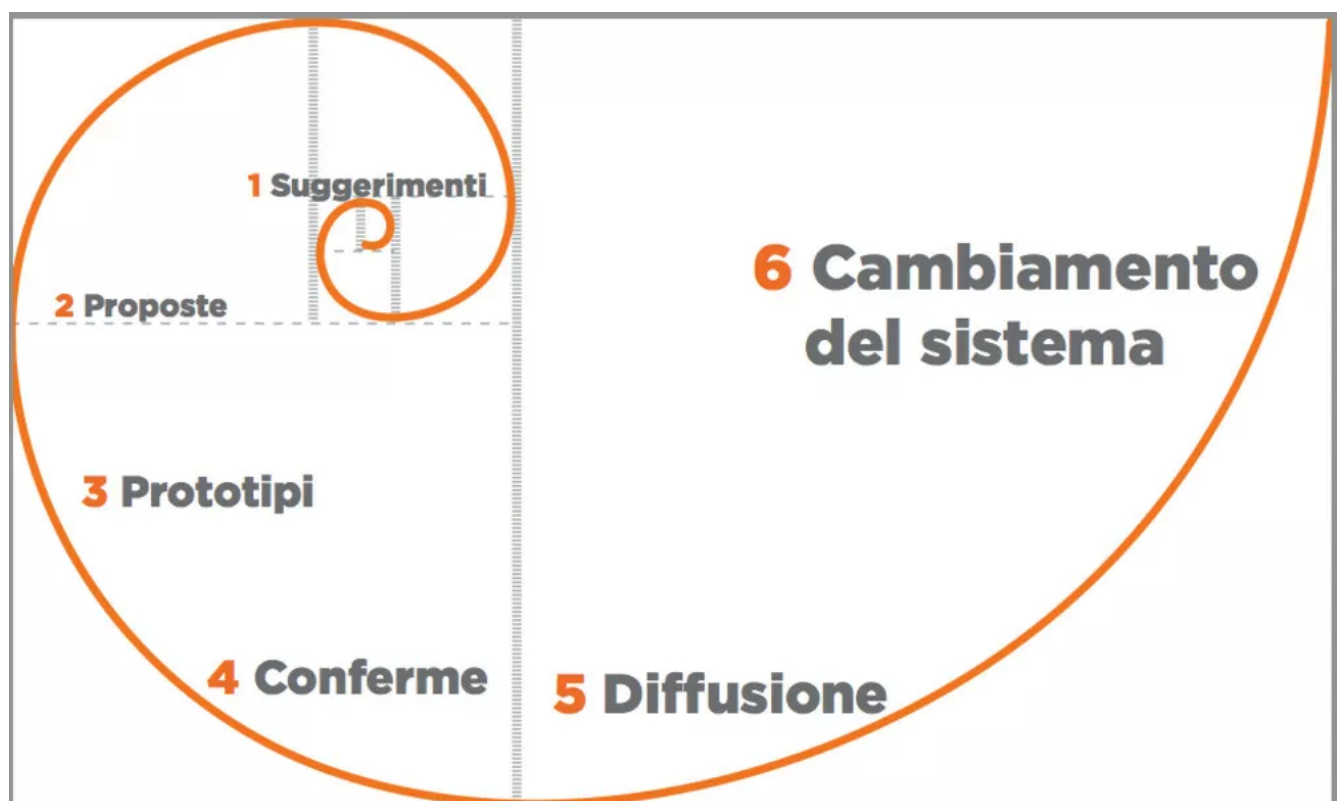 1 Suggerimenti
2 Proposte
3 Prototipi
4 Conferme
5 Diffusione
6 Cambiamento
del sistema